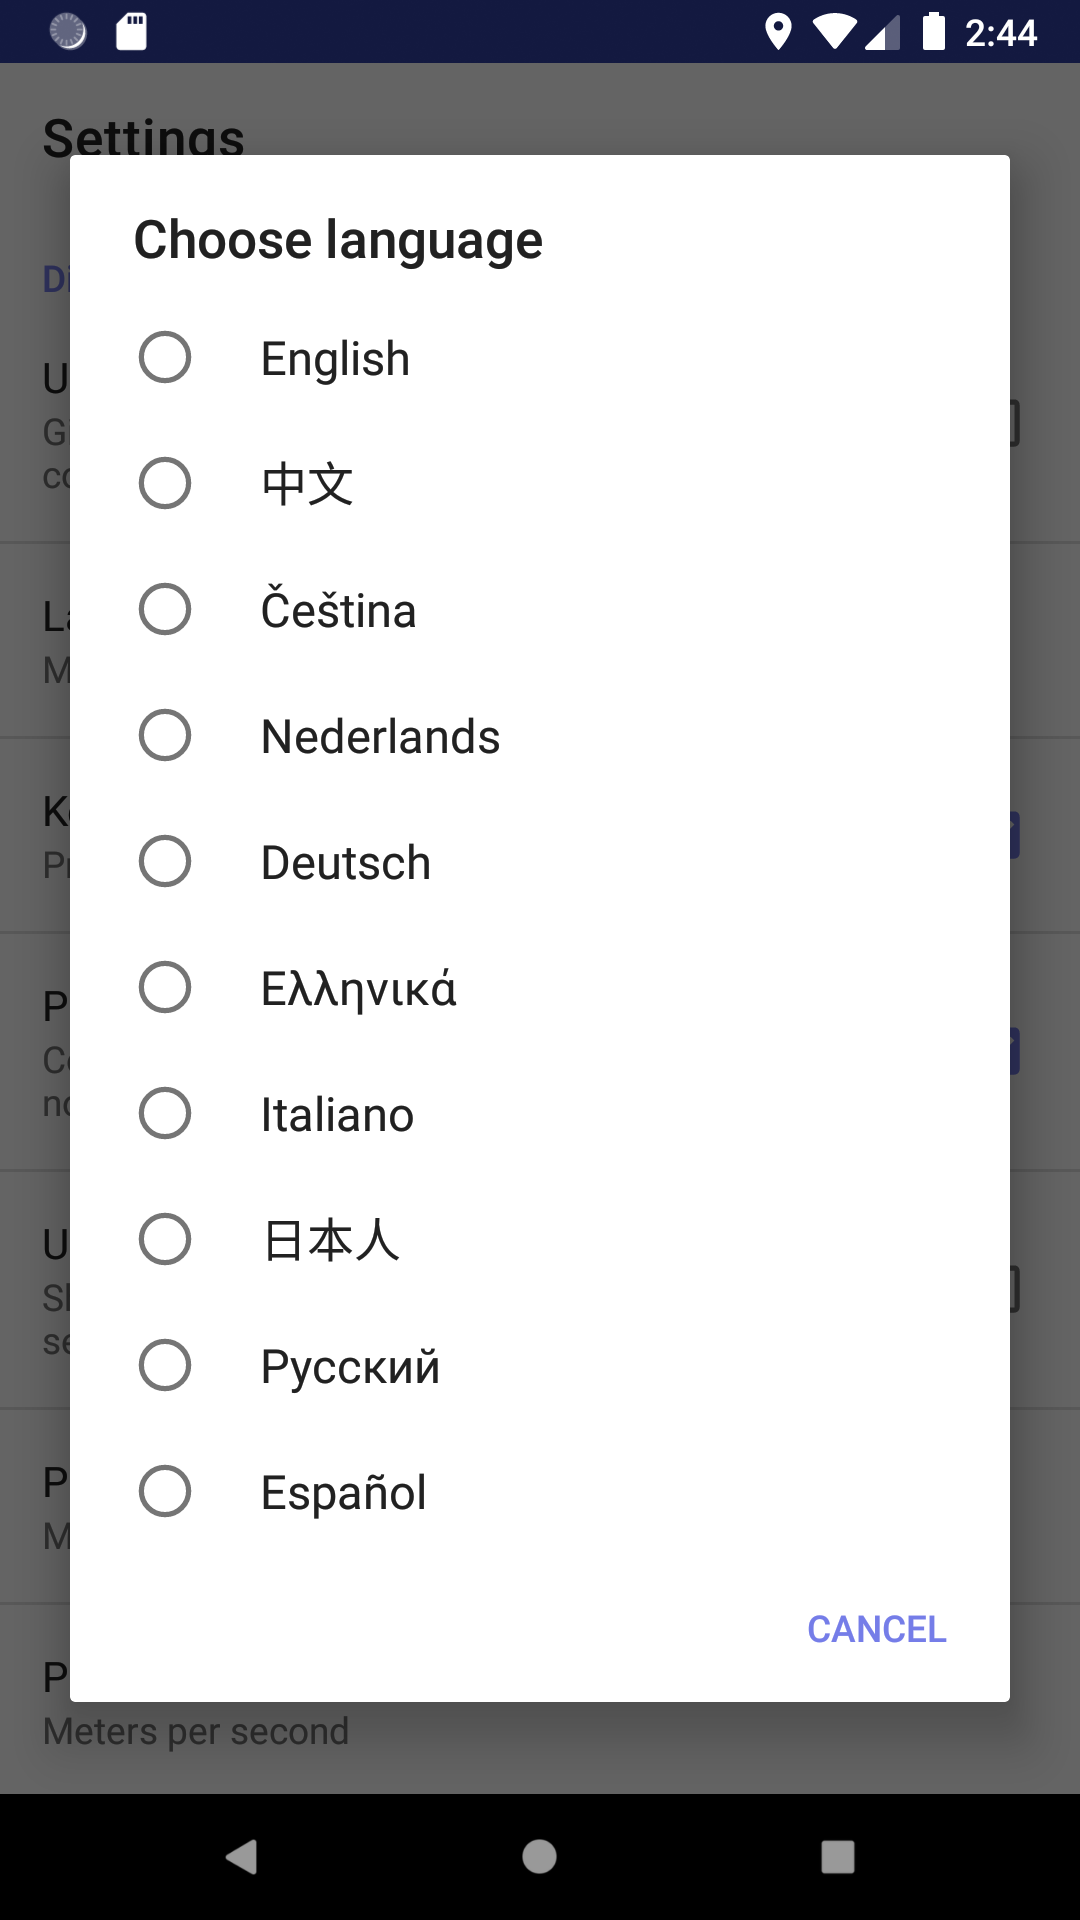 2:44
Settings
Choose language
English
中文
Čeština
Nederlands
Deutsch
Ελληνικά
Italiano
日本人
Русский
Español
CANCEL
Meters per second